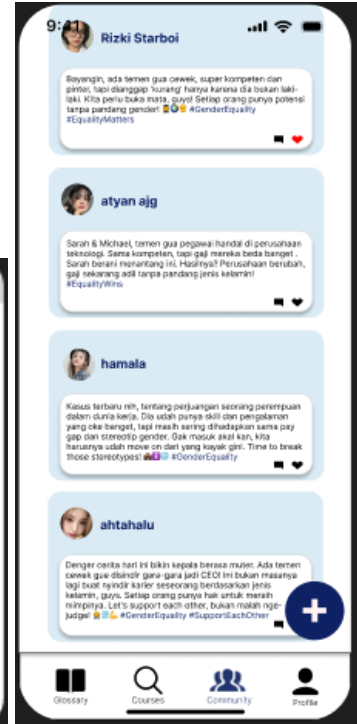 9:41
Rizki Starboi
Bayangin, ada temen gua cewek, super kompeten dan
pinter, tapi dianggap 'kurang' hanya karena dia bukan laki-
laki. Kita perlu buka mata, guys! Setiap orang punya potensi
tanpa pandang gender! #GenderEquality
#EqualityMatters
atyan ajg
Sarah & Michael, temen gua pegawai handal di perusahaan
teknologi. Sama kompeten, tapi gaji mereka beda banget .
Sarah berani menantang ini. Hasilnya? Perusahaan berubah,
gaji sekarang adil tanpa pandang jenis kelamin!
#EqualityWins
hamala
Kasus terbaru nih, tentang perjuangan seorang perempuan
dalam dunia kerja. Dia udah punya skill dan pengalaman
yang oke banget, tapi masih sering dihadapkan sama pay
gap dan stereotip gender. Gak masuk akal kan, kita
harusnya udah move on dari yang kayak gini. Time to break
those stereotypes! #GenderEquality
ahtahalu
Denger cerita hari ini bikin kepala berasa muter. Ada temen
cewek gue disindir gara-gara jadi CEO! Ini bukan masanya
lagi buat nyindir karier seseorang berdasarkan jenis
kelamin, guys. Setiap orang punya hak untuk meraih
mimpinya. Let's support each other, bukan malah nge-
judge! #GenderEquality #SupportEachOther
Glossary
Courses
Community
Profile